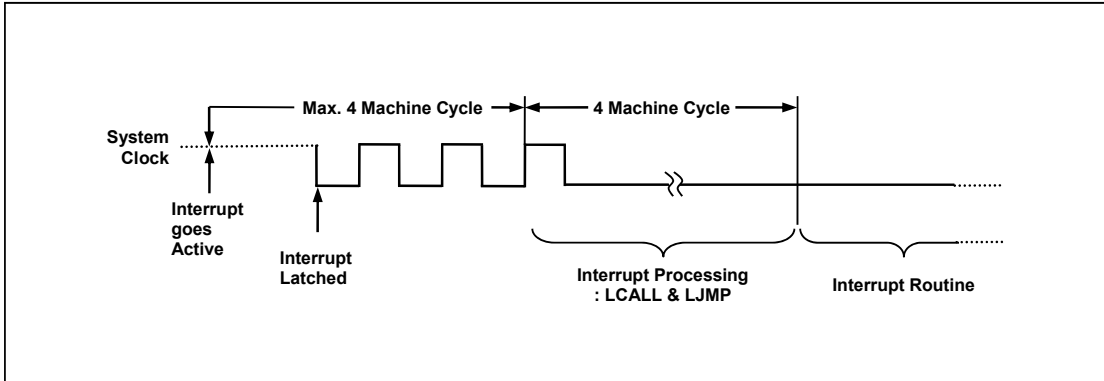 Max. 4 Machine Cycle
4 Machine Cycle
System
Clock
Interrupt
goes
Active
Interrupt
Latched
Interrupt Processing
: LCALL & LJMP
Interrupt Routine